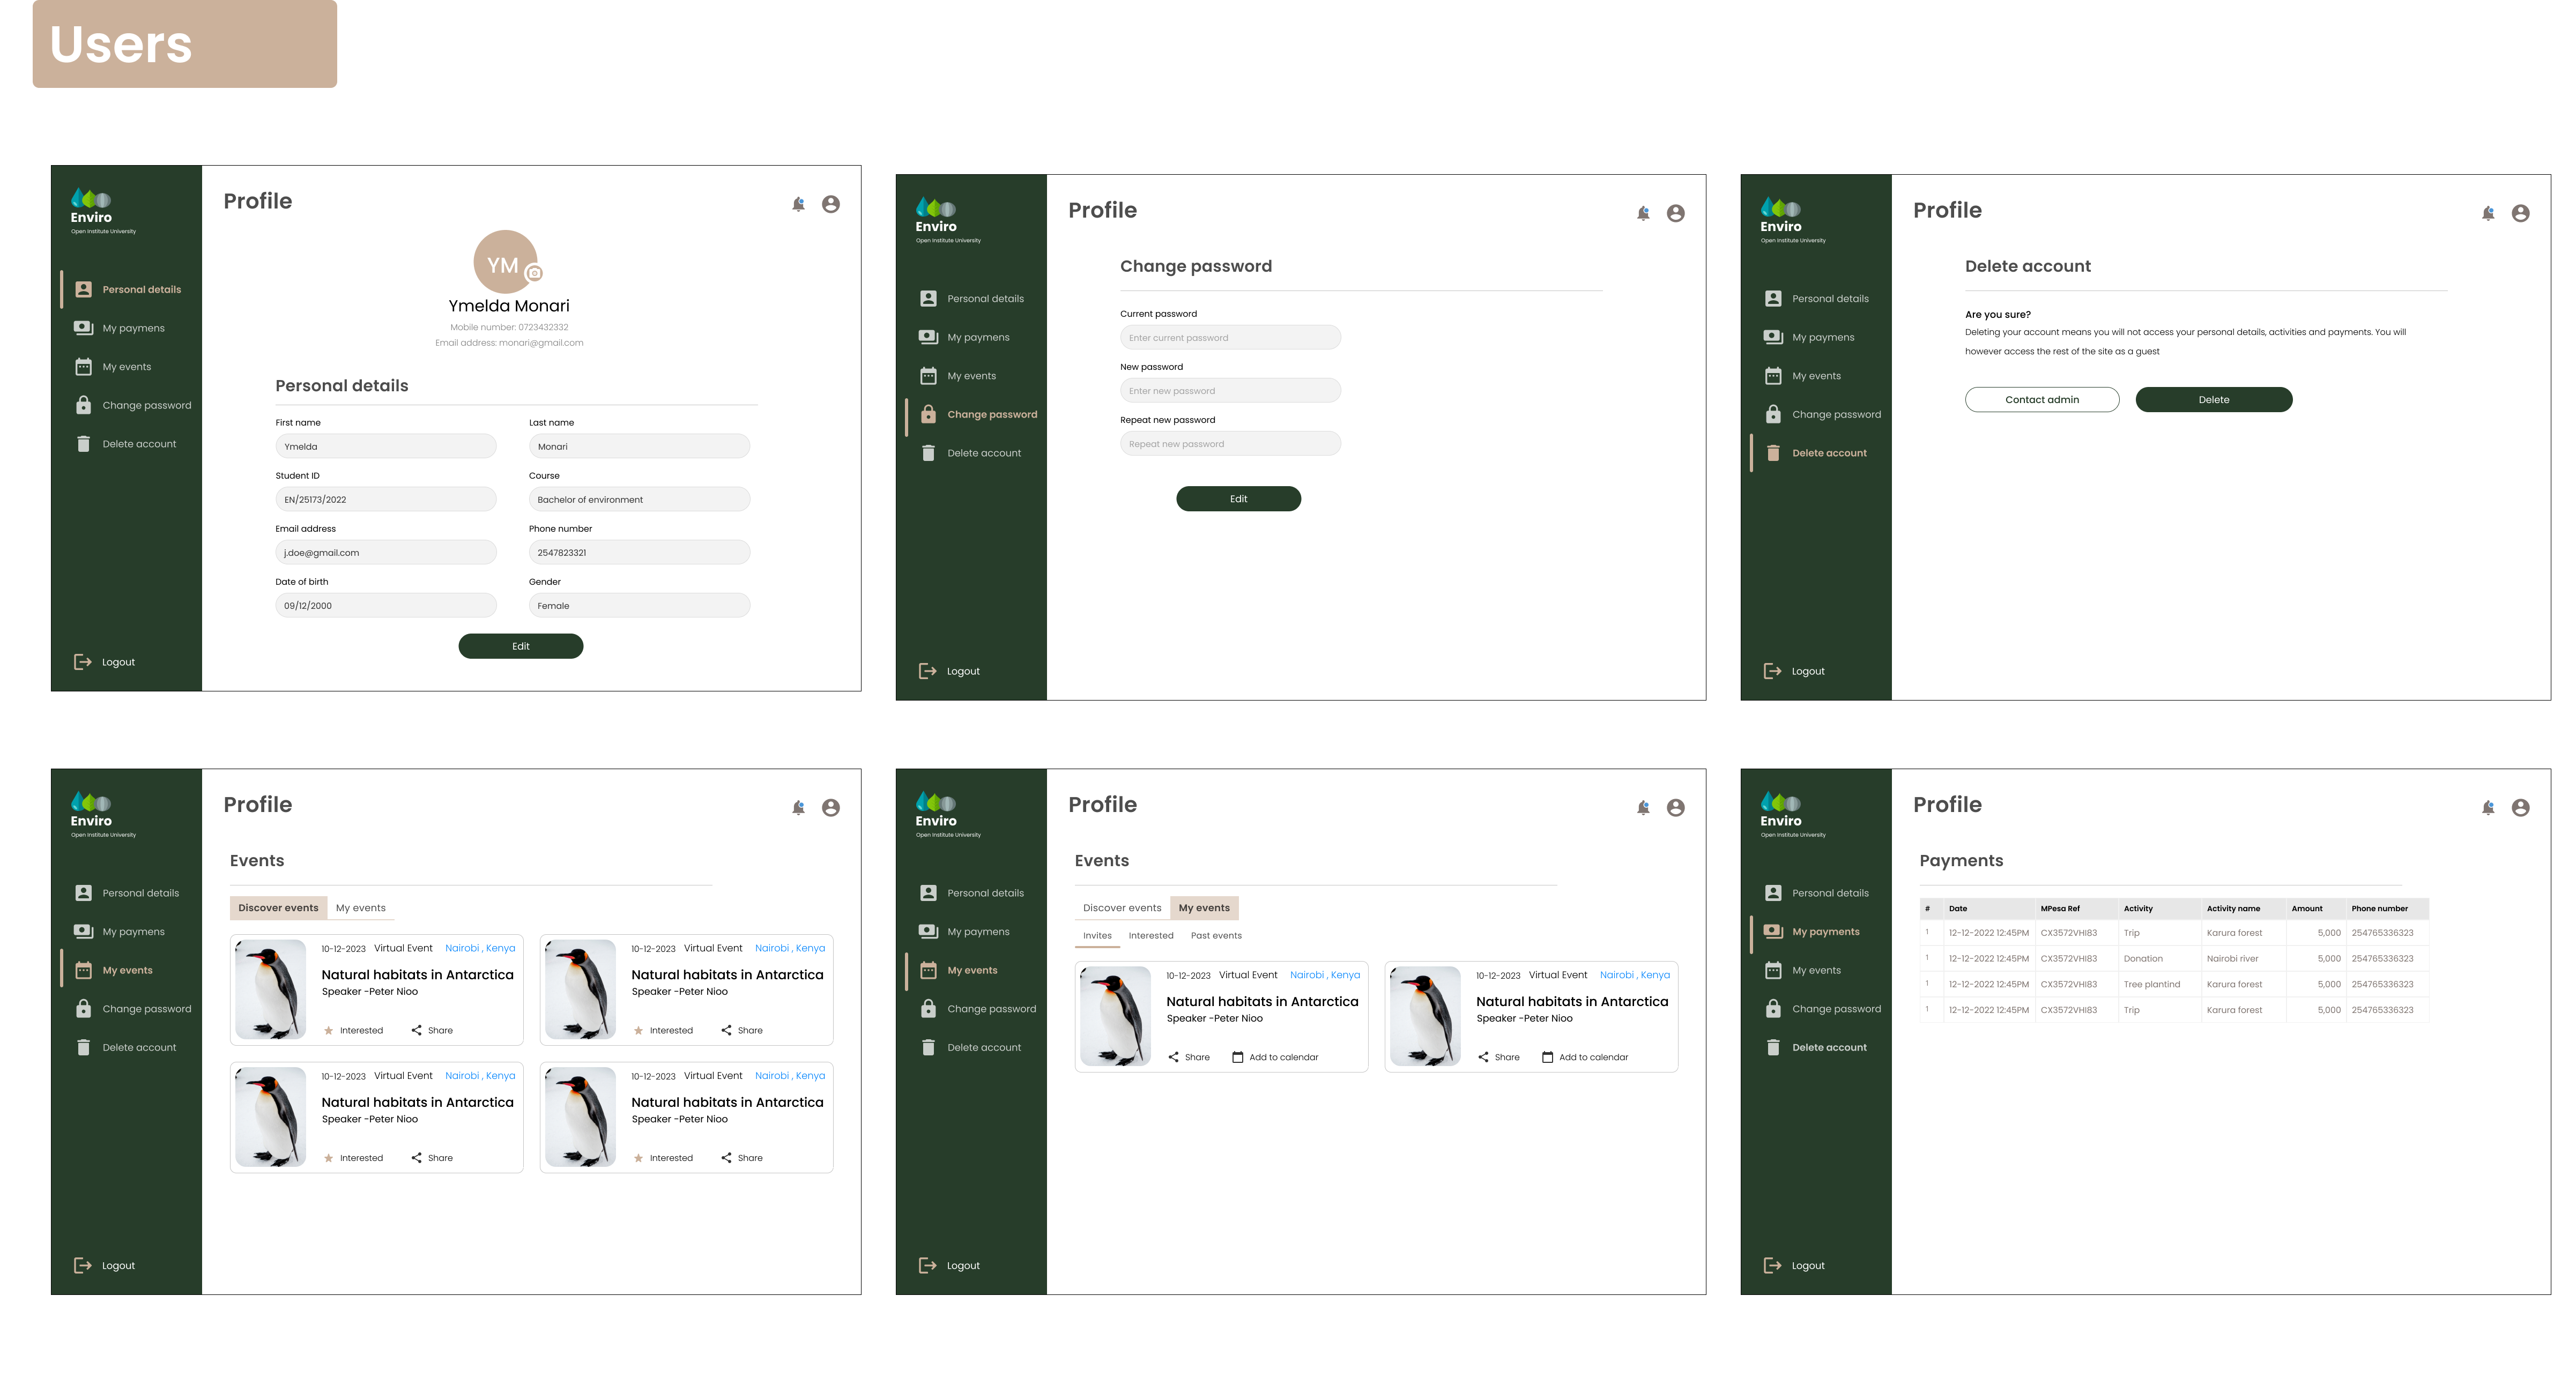 Users
Enviro
Open Institute University
Personal details
My paymens
My events
Change password
Delete account
Logout
Profile
YM
Ymelda Monari
Mobile number: 0723432332
Email address: monari@gmail.com
Personal details
First name
Last name
Ymelda
Monari
Student ID
Course
EN/25173/2022
Bachelor of environment
Email address
Phone number
j.doe@gmail.com
2547823321
Date of birth
Gender
09/12/2000
Female
Edit
Enviro
Open Institute University
Personal details
My paymens
My events
Change password
Delete account
Logout
Profile
Change password
Current password
Enter current password
New password
Enter new password
Repeat new password
Repeat new password
Edit
Enviro
Open Institute University
Personal details
My paymens
My events
Change password
Delete account
Logout
Profile
Delete account
Are you sure?
Deleting your account means you will not access your personal details, activities and payments. You will
however access the rest of the site as a guest
Contact admin
Delete
Enviro
Open Institute University
Personal details
My paymens
My events
Change password
Delete account
Logout
Profile
Events
Discover events My events
10-12-2023 Virtual Event Nairobi , Kenya
Natural habitats in Antarctica
Speaker -Peter Nioo
Interested Share
10-12-2023 Virtual Event Nairobi , Kenya
Natural habitats in Antarctica
Speaker -Peter Nioo
Interested Share
10-12-2023 Virtual Event Nairobi , Kenya
Natural habitats in Antarctica
Speaker -Peter Nioo
Interested Share
10-12-2023 Virtual Event Nairobi , Kenya
Natural habitats in Antarctica
Speaker -Peter Nioo
Interested Share
Enviro
Open Institute University
Personal details
My paymens
My events
Change password
Delete account
Logout
Profile
Events
Discover events My events
Invites Interested Past events
10-12-2023 Virtual Event Nairobi , Kenya
Natural habitats in Antarctica
Speaker -Peter Nioo
Share Add to calendar
10-12-2023 Virtual Event Nairobi , Kenya
Natural habitats in Antarctica
Speaker -Peter Nioo
Share Add to calendar
Enviro
Open Institute University
Personal details
My payments
My events
Change password
Delete account
Logout
Profile
Payments
# Date MPesa Ref Activity Activity name Amount Phone number
1 12-12-2022 12:45PM CX3572VHI83 Trip Karura forest 5,000 254765336323
1 12-12-2022 12:45PM CX3572VHI83 Donation Nairobi river 5,000 254765336323
1 12-12-2022 12:45PM CX3572VHI83 Tree plantind Karura forest 5,000 254765336323
1 12-12-2022 12:45PM CX3572VHI83 Trip Karura forest 5,000 254765336323